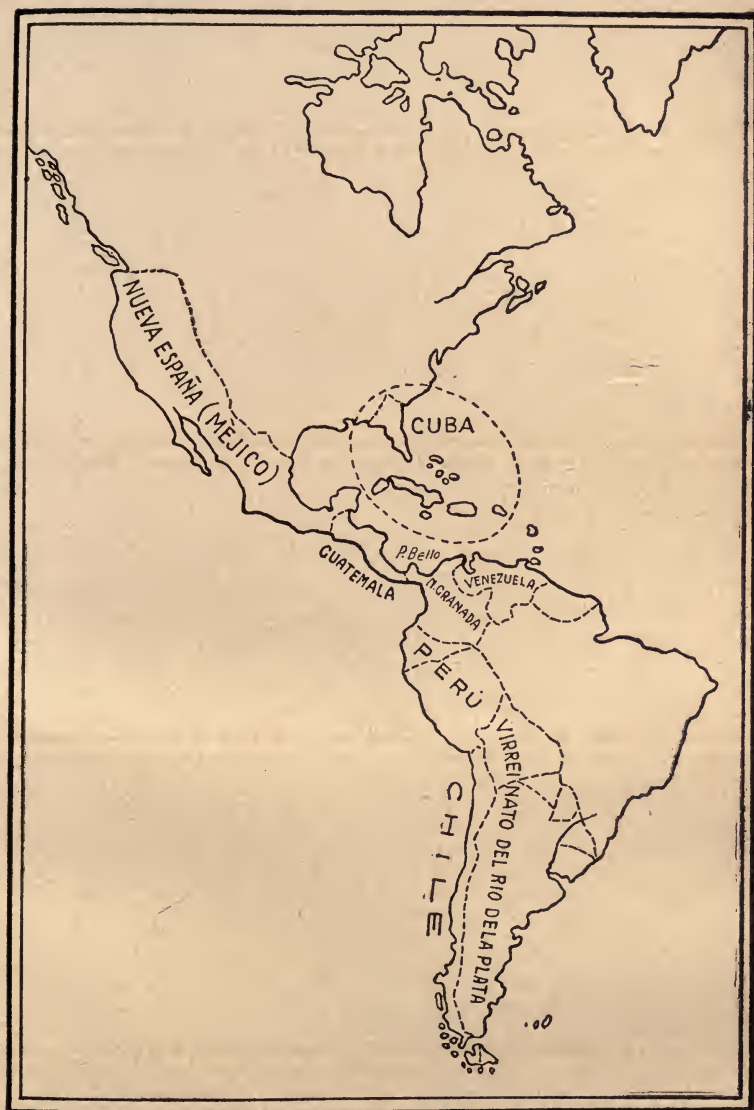 NUEVA ESPAÑA (MÉJICO)
CUBA
GUATEMALA
P. Bello
N. GRANADA
VENEZUELA
PERÚ
VIRREINATO DEL RIO DE LA PLATA
CHILE